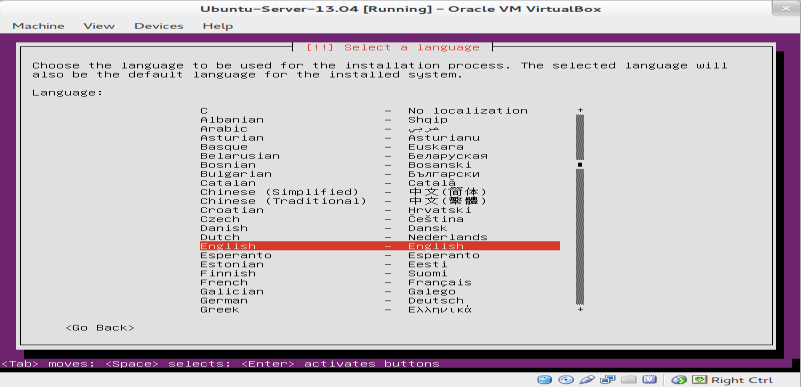 Ubuntu-Server-13.04 [Running] - Oracle VM VirtualBox
Machine View Devices Help
[!!] Select a language
Choose the language to be used for the installation process. The selected language will
also be the default language for the installed system.
Language:
C - No localization
Albanian - Shqip
Arabic - عربي
Asturian - Asturianu
Basque - Euskara
Belarusian - Беларуская
Bosnian - Bosanski
Bulgarian - Български
Catalan - Català
Chinese (Simplified) - 中文(简体)
Chinese (Traditional) - 中文(繁體)
Croatian - Hrvatski
Czech - Čeština
Danish - Dansk
Dutch - Nederlands
English - English
Esperanto - Esperanto
Estonian - Eesti
Finnish - Suomi
French - Français
Galician - Galego
German - Deutsch
Greek - Ελληνικά
<Go Back>
<Tab> moves; <Space> selects; <Enter> activates buttons
Right Ctrl